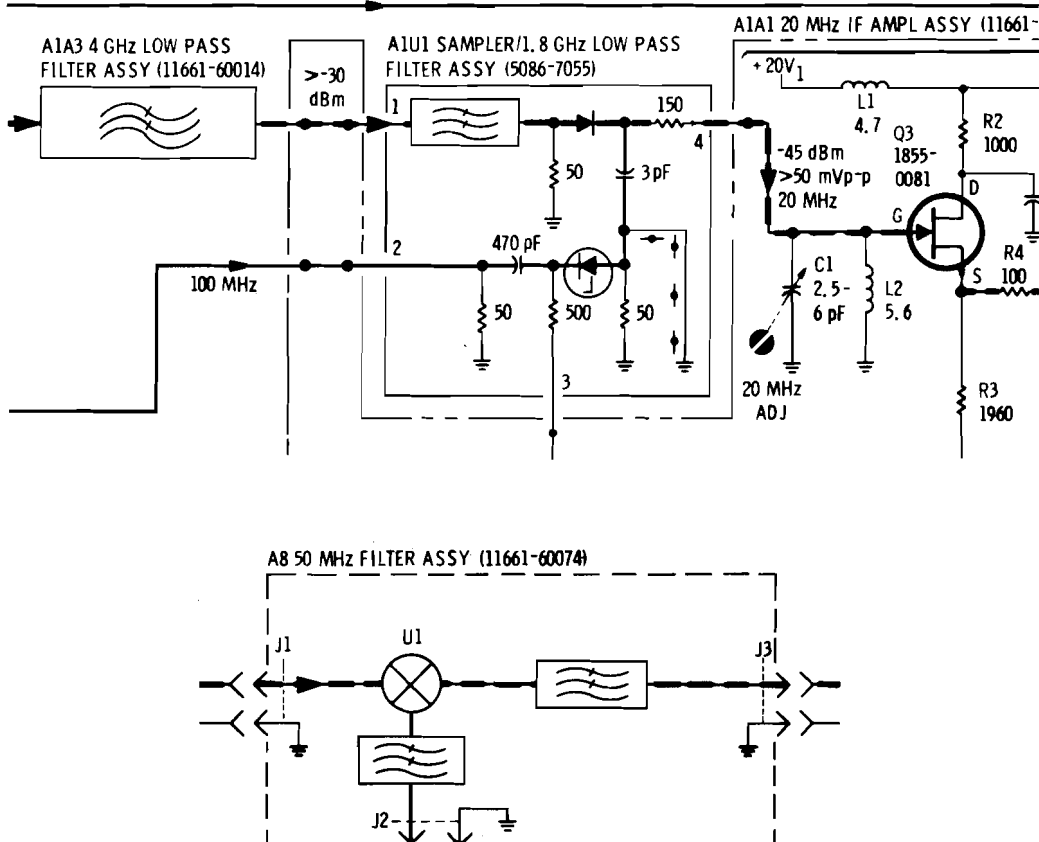 A1A3 4 GHz LOW PASS
FILTER ASSY (11661-60014)
>-30
dBm
A1U1 SAMPLER/1.8 GHz LOW PASS
FILTER ASSY (5086-7055)
A1A1 20 MHz IF AMPL ASSY (11661-
+20V
1
L1
4.7
R2
1000
Q3
1855-
0081
D
G
S
R4
100
R3
1960
1
150
4
50
3 pF
-45 dBm
>50 mVp-p
20 MHz
2
470 pF
100 MHz
50
500
50
3
C1
2.5-
6 pF
L2
5.6
20 MHz
ADJ
A8 50 MHz FILTER ASSY (11661-60074)
J1
U1
J3
J2